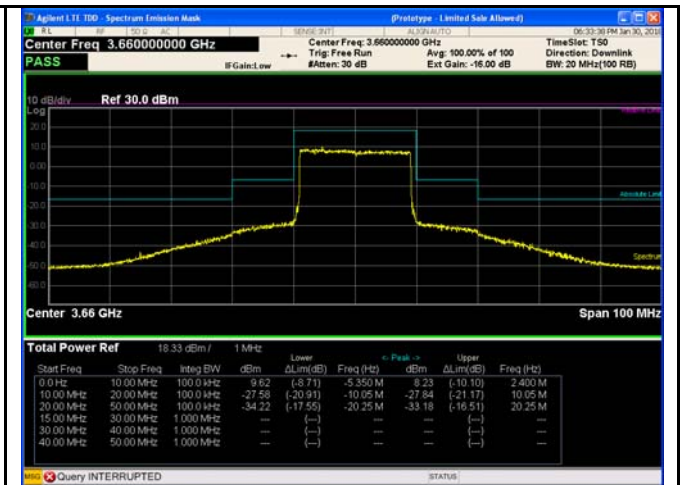 Agilent LTE TDD - Spectrum Emission Mask (Prototype - Limited Sale Allowed)
RL RF 50 Ω AC SENSE:INT ALIGN AUTO 06:33:38 PM Jan 30, 2018
Center Freq 3.660000000 GHz Center Freq: 3.660000000 GHz TimeSlot: TS0
Trig: Free Run Avg: 100.00% of 100 Direction: Downlink
PASS IFGain:Low #Atten: 30 dB Ext Gain: -16.00 dB BW: 20 MHz(100 RB)
10 dB/div Ref 30.0 dBm
Log
20.0
10.0
0.00
-10.0
Absolute Limit
-20.0
-30.0
-40.0
-50.0
Spectrum
-60.0
Center 3.66 GHz Span 100 MHz
Total Power Ref 18.33 dBm / 1 MHz
Lower <- Peak -> Upper
Start Freq Stop Freq Integ BW dBm ΔLim(dB) Freq (Hz) dBm ΔLim(dB) Freq (Hz)
0.0 Hz 10.00 MHz 100.0 kHz 9.62 (-8.71) -5.350 M 8.23 (-10.10) 2.400 M
10.00 MHz 20.00 MHz 100.0 kHz -27.58 (-20.91) -10.05 M -27.84 (-21.17) 10.05 M
20.00 MHz 50.00 MHz 100.0 kHz -34.22 (-17.55) -20.25 M -33.18 (-16.51) 20.25 M
15.00 MHz 30.00 MHz 1.000 MHz --- (---) --- (---)
30.00 MHz 40.00 MHz 1.000 MHz --- (---) --- (---)
40.00 MHz 50.00 MHz 1.000 MHz --- (---) --- (---)
MSG Query INTERRUPTED STATUS